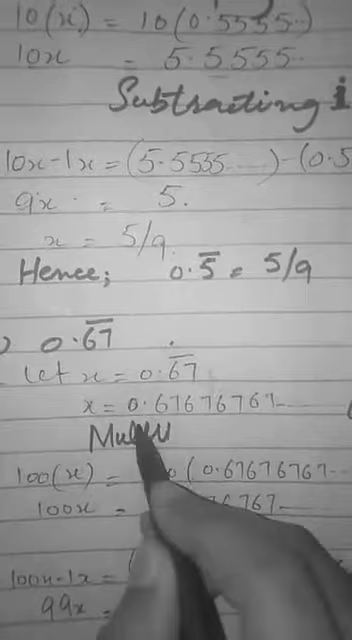 10(x) = 10(0.5555..)
10x = 5.5555..
Subtracting
10x-1x = (5.5555.....)-(0.5
9x = 5.
x = 5/9
Hence; 0.5̅ = 5/9
) 0.6̅7̅
Let x = 0.6̅7̅
x = 0.67676767--
100(x) = 0(0.67676767--
100x = 767-
100x-1x = (
99x =